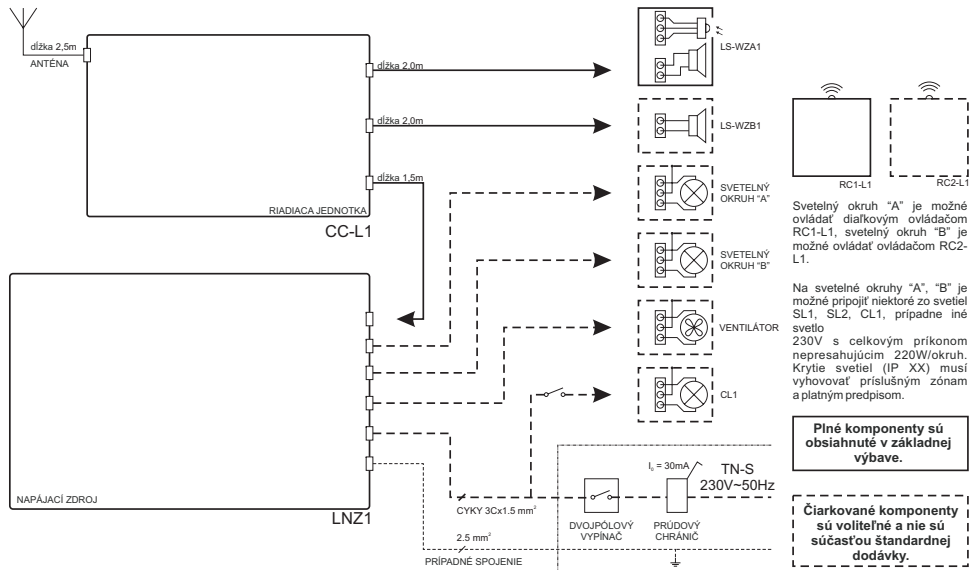 dĺžka 2,5m
ANTÉNA
dĺžka 2,0m
dĺžka 2,0m
dĺžka 1,5m
RIADIACA JEDNOTKA
CC-L1
NAPÁJACÍ ZDROJ
LNZ1
LS-WZA1
LS-WZB1
SVETELNÝ
OKRUH "A"
SVETELNÝ
OKRUH "B"
VENTILÁTOR
CL1
CYKY 3Cx1.5 mm²
2.5 mm²
PRÍPADNÉ SPOJENIE
DVOJPÓLOVÝ
VYPÍNAČ
= 30mA
PRÚDOVÝ
CHRÁNIČ
TN-S
230V~50Hz
RC1-L1
RC2-L1
Svetelný okruh "A" je možné
ovládať diaľkovým ovládačom
RC1-L1, svetelný okruh "B" je
možné ovládať ovládačom RC2-
L1.
Na svetelné okruhy "A", "B" je
možné pripojiť niektoré zo svetiel
SL1, SL2, CL1, prípadne iné
svetlo
230V s celkovým príkonom
nepresahujúcim 220W/okruh.
Krytie svetiel (IP XX) musí
vyhovovať príslušným zónam
a platným predpisom.
Plné komponenty sú
obsiahnuté v základnej
výbave.
Čiarkované komponenty
sú voliteľné a nie sú
súčasťou štandardnej
dodávky.